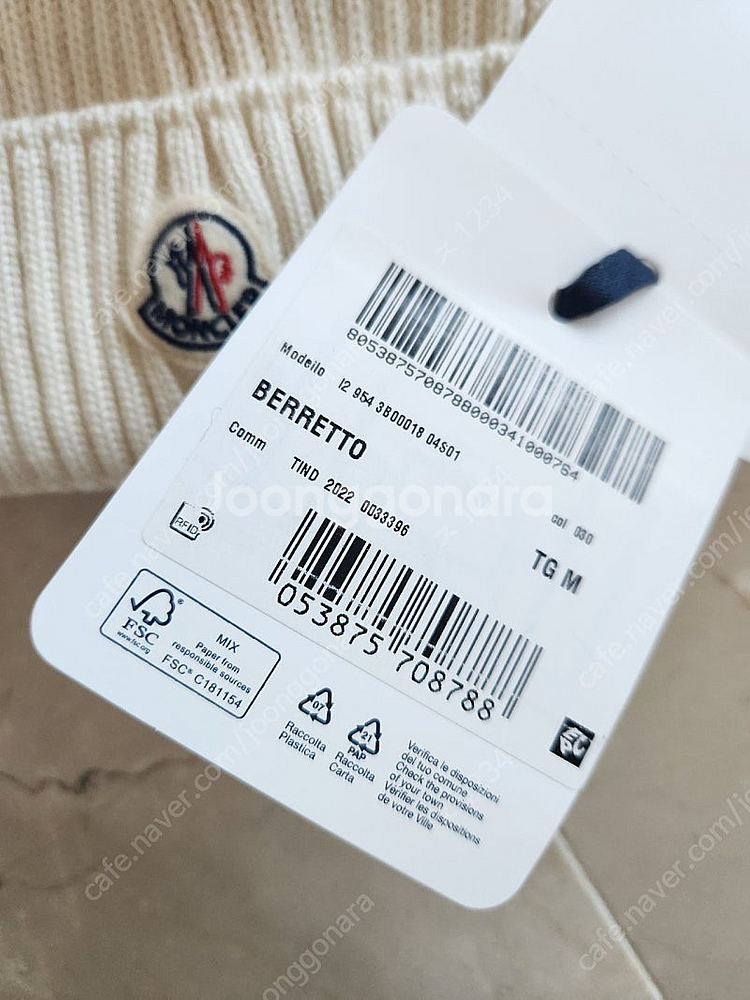 MONCLER
8053875708788000341000764
Modello I2 954 3B00018 04S01
BERRETTO
Comm TIND 2022 0033396
col 030
TG M
RFID
053875 708788
FSC®
www.fsc.org
MIX
Paper from
responsible sources
FSC® C181154
07
Raccolta
Plastica
21
PAP
Raccolta
Carta
Verifica le disposizioni
del tuo comune
Check the provisions
of your town
Vérifier les dispositions
de votre Ville
Joonggonara
cafe.naver.com/joonggonara